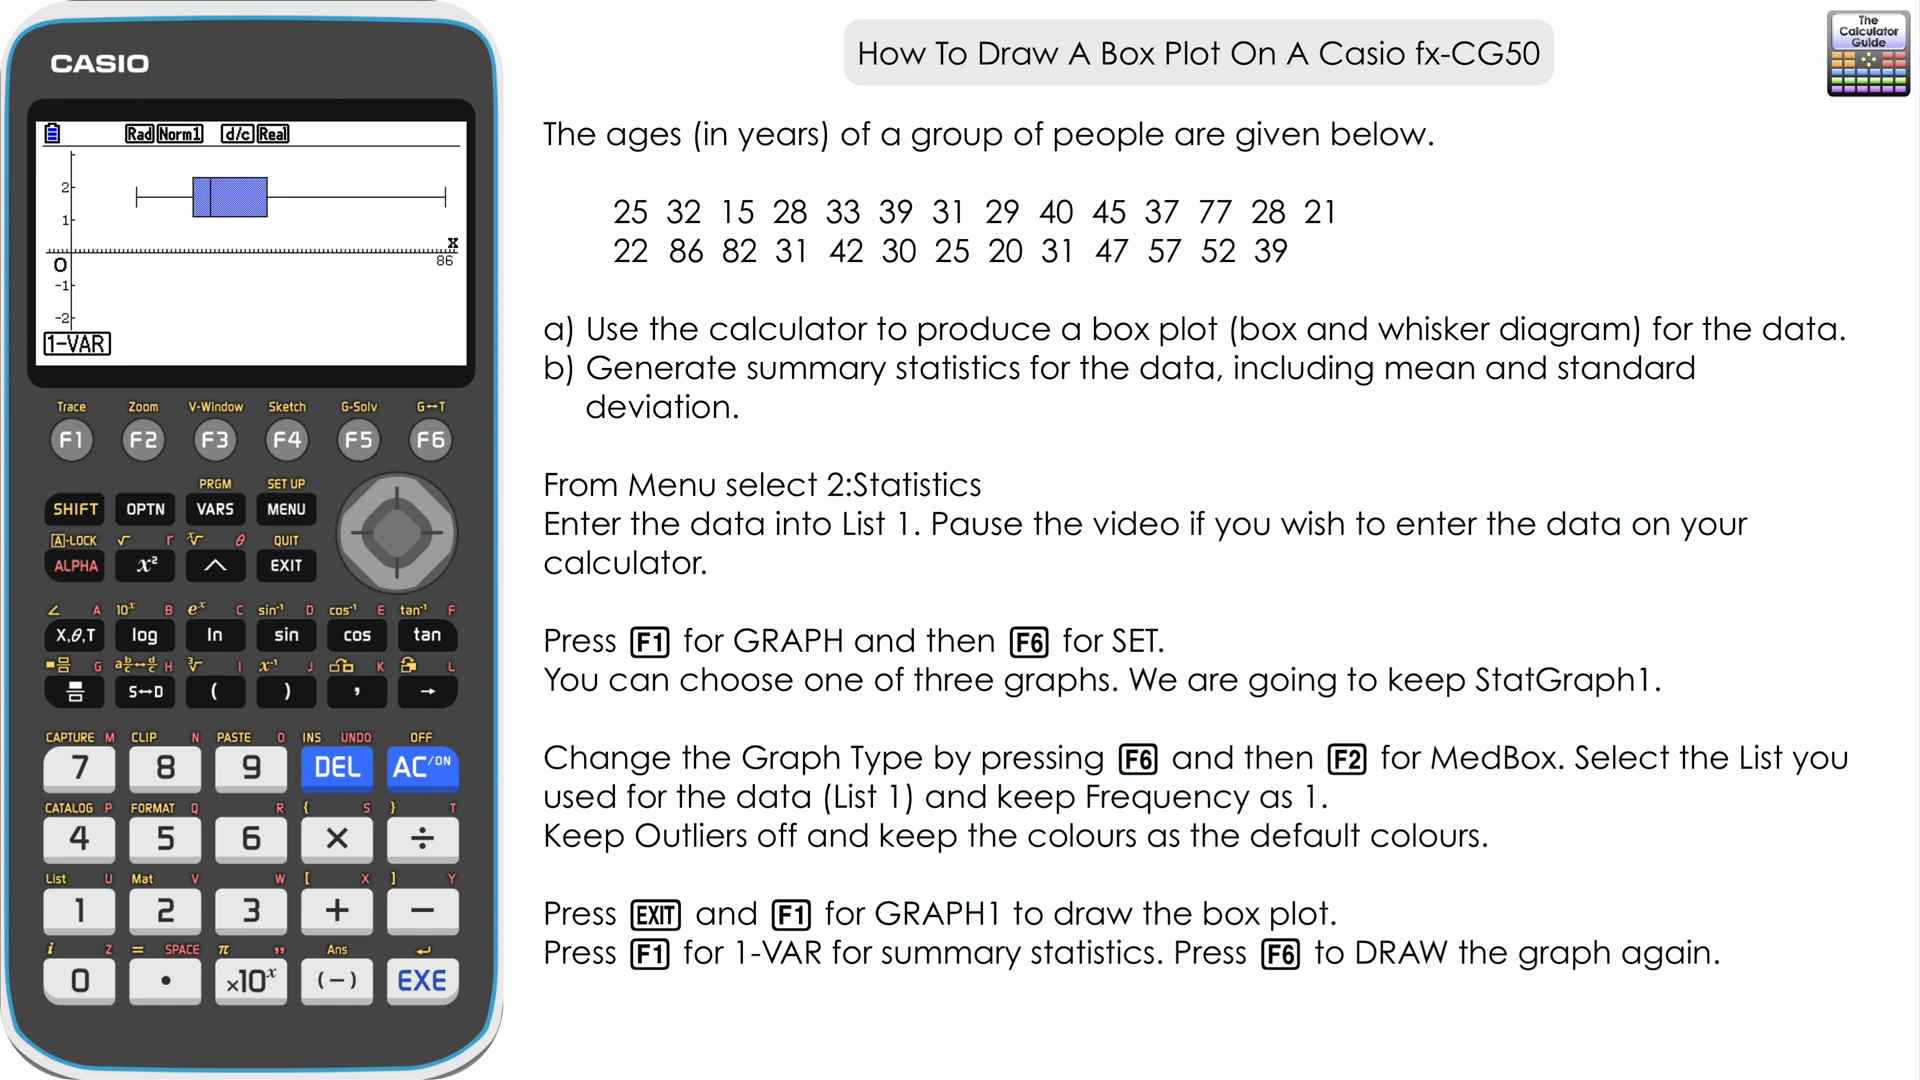 How To Draw A Box Plot On A Casio fx-CG50
The
Calculator
Guide
CASIO
Rad Norm1 d/c Real
2
1
x
O
86
-1
-2
1-VAR
Trace Zoom V-Window Sketch G-Solv G↔T
F1 F2 F3 F4 F5 F6
PRGM SET UP
SHIFT OPTN VARS MENU
A-LOCK √ r ˣ√ θ QUIT
ALPHA x² ^ EXIT
∠ A 10ˣ B eˣ C sin⁻¹ D cos⁻¹ E tan⁻¹ F
X,θ,T log ln sin cos tan
G a b/c↔d/c H ³√ I x⁻¹ J K L
S↔D ( ) , →
CAPTURE M CLIP N PASTE O INS UNDO OFF
7 8 9 DEL AC/ON
CATALOG P FORMAT Q R { S } T
4 5 6 × ÷
List U Mat V W [ X ] Y
1 2 3 + −
i Z = SPACE π " Ans ↵
0 • ×10ˣ (−) EXE
The ages (in years) of a group of people are given below.
25 32 15 28 33 39 31 29 40 45 37 77 28 21
22 86 82 31 42 30 25 20 31 47 57 52 39
a) Use the calculator to produce a box plot (box and whisker diagram) for the data.
b) Generate summary statistics for the data, including mean and standard
deviation.
From Menu select 2:Statistics
Enter the data into List 1. Pause the video if you wish to enter the data on your
calculator.
Press F1 for GRAPH and then F6 for SET.
You can choose one of three graphs. We are going to keep StatGraph1.
Change the Graph Type by pressing F6 and then F2 for MedBox. Select the List you
used for the data (List 1) and keep Frequency as 1.
Keep Outliers off and keep the colours as the default colours.
Press EXIT and F1 for GRAPH1 to draw the box plot.
Press F1 for 1-VAR for summary statistics. Press F6 to DRAW the graph again.